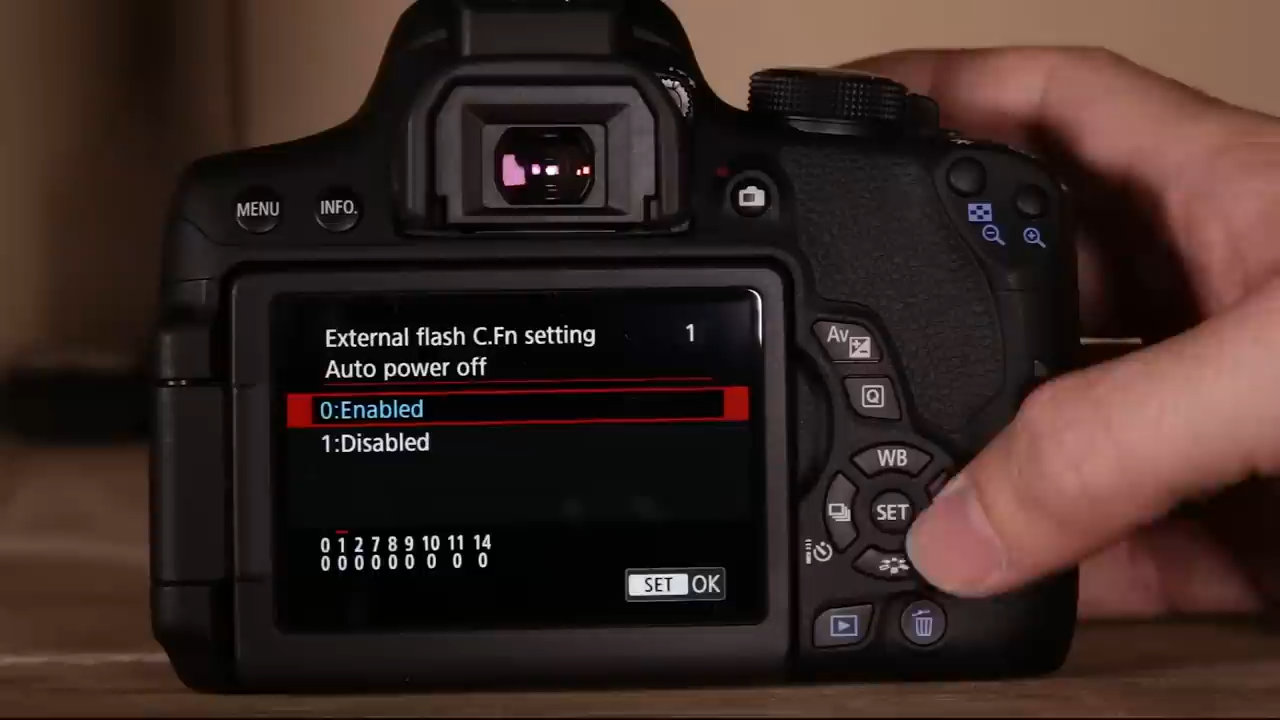 MENU
INFO.
External flash C.Fn setting 1
Auto power off
0:Enabled
1:Disabled
0 1 2 7 8 9 10 11 14
0 0 0 0 0 0 0 0 0
SET OK
Av
Q
WB
SET